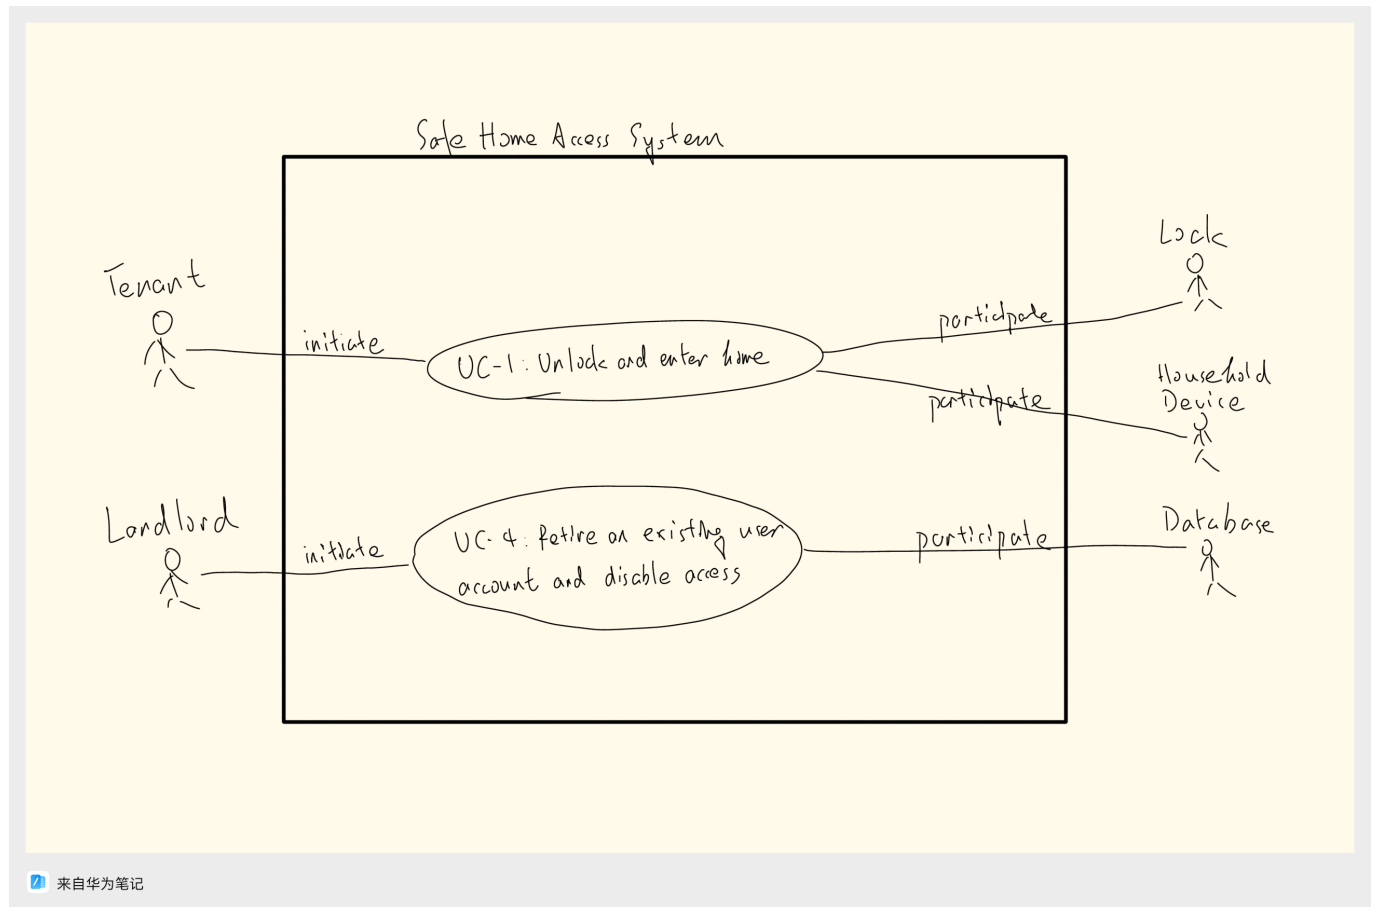 Safe Home Access System
Tenant
initiate
UC-1: Unlock and enter home
participate
Lock
participate
Household
Device
Landlord
initiate
UC-4: Retire an existing user
account and disable access
participate
Database
来自华为笔记